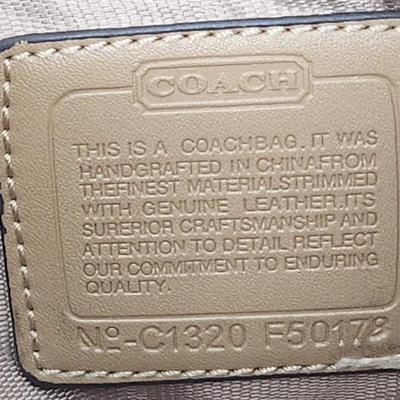 COACH
THIS IS A COACHBAG. IT WAS
HANDGRAFTED IN CHINAFROM
THEFINEST MATERIALSTRIMMED
WITH GENUINE LEATHER.ITS
SUPERIOR CRAFTSMANSHIP AND
ATTENTION TO DETAIL REFLECT
OUR COMMITMENT TO ENDURING
QUALITY.
Nº-C1320 F50178